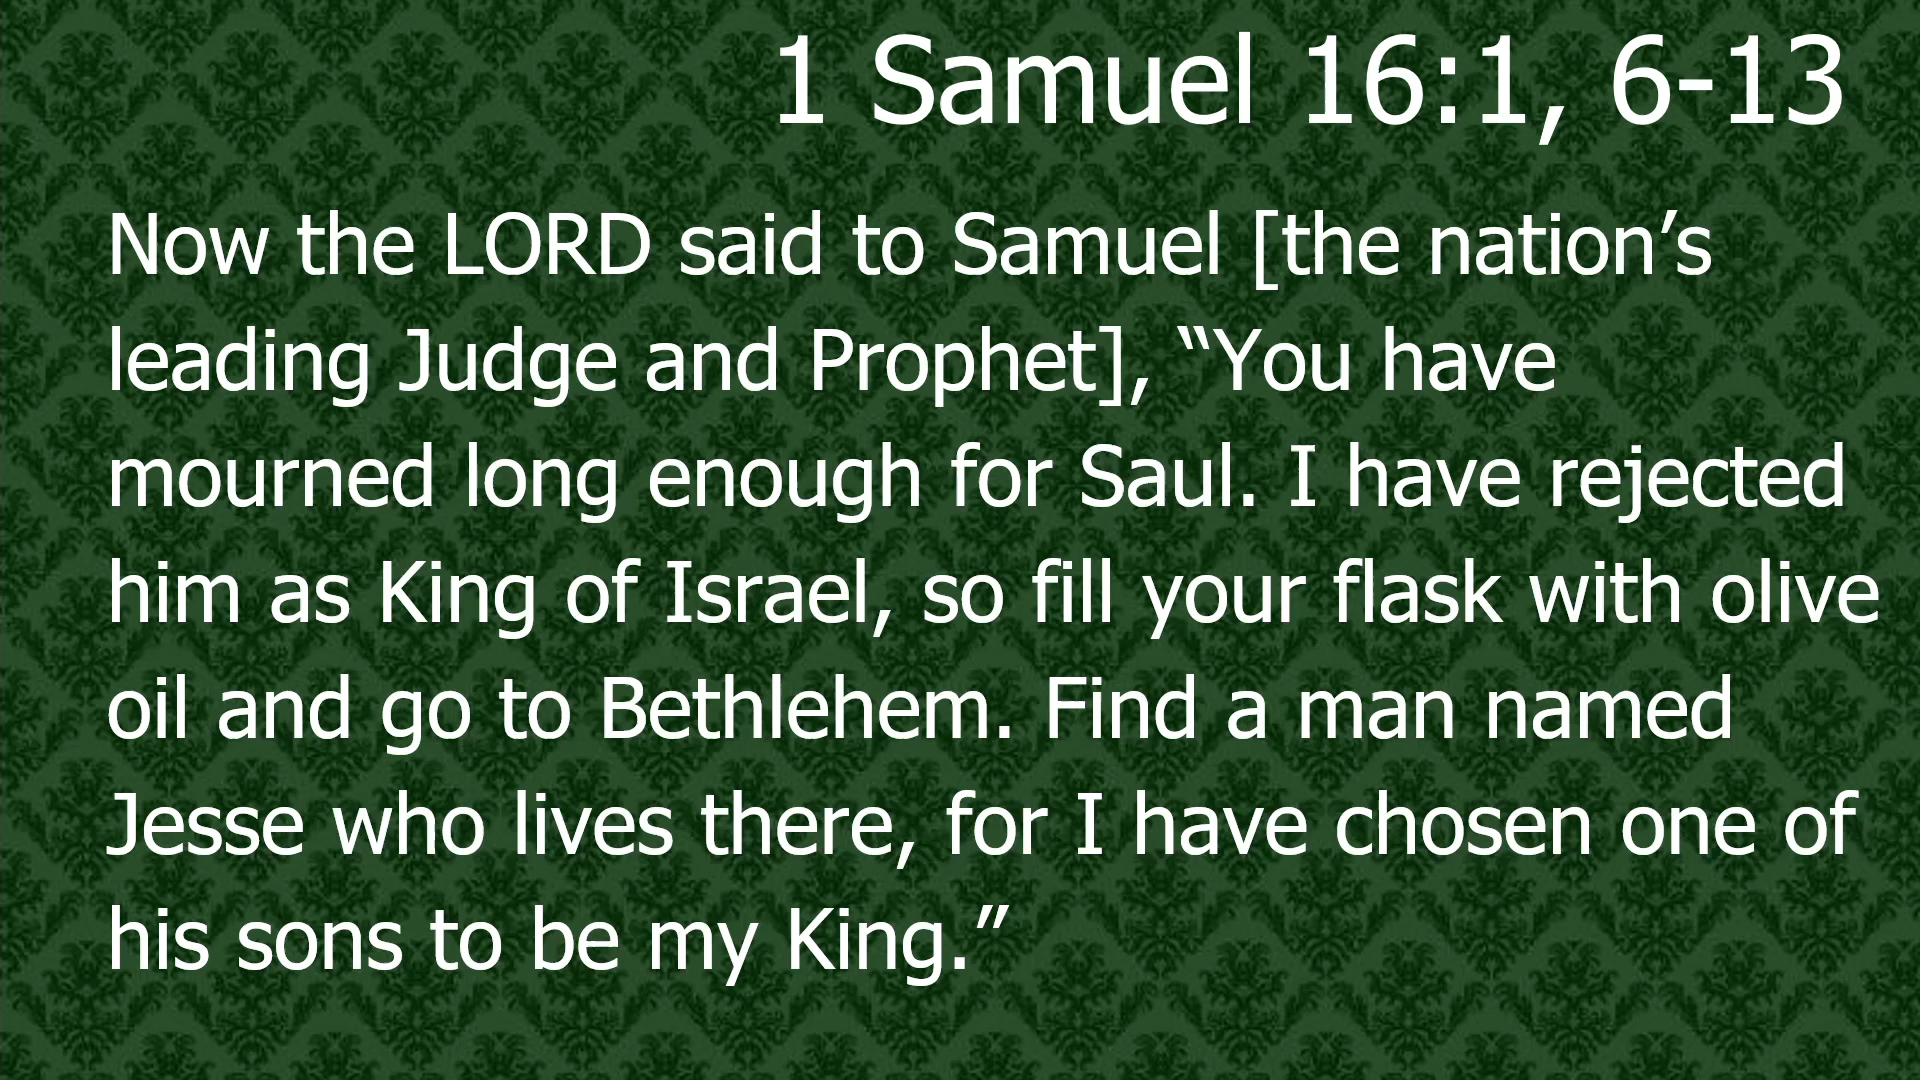 1 Samuel 16:1, 6-13
Now the LORD said to Samuel [the nation’s
leading Judge and Prophet], “You have
mourned long enough for Saul. I have rejected
him as King of Israel, so fill your flask with olive
oil and go to Bethlehem. Find a man named
Jesse who lives there, for I have chosen one of
his sons to be my King.”